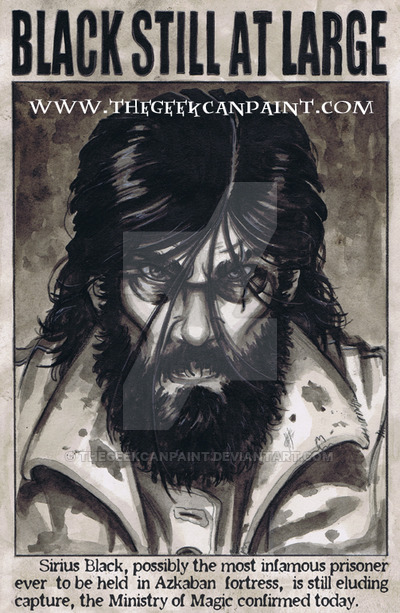 BLACK STILL AT LARGE
WWW.THEGEEKCANPAINT.COM
© THEGEEKCANPAINT.DEVIANTART.COM
Sirius Black, possibly the most infamous prisoner
ever to be held in Azkaban fortress, is still eluding
capture, the Ministry of Magic confirmed today.